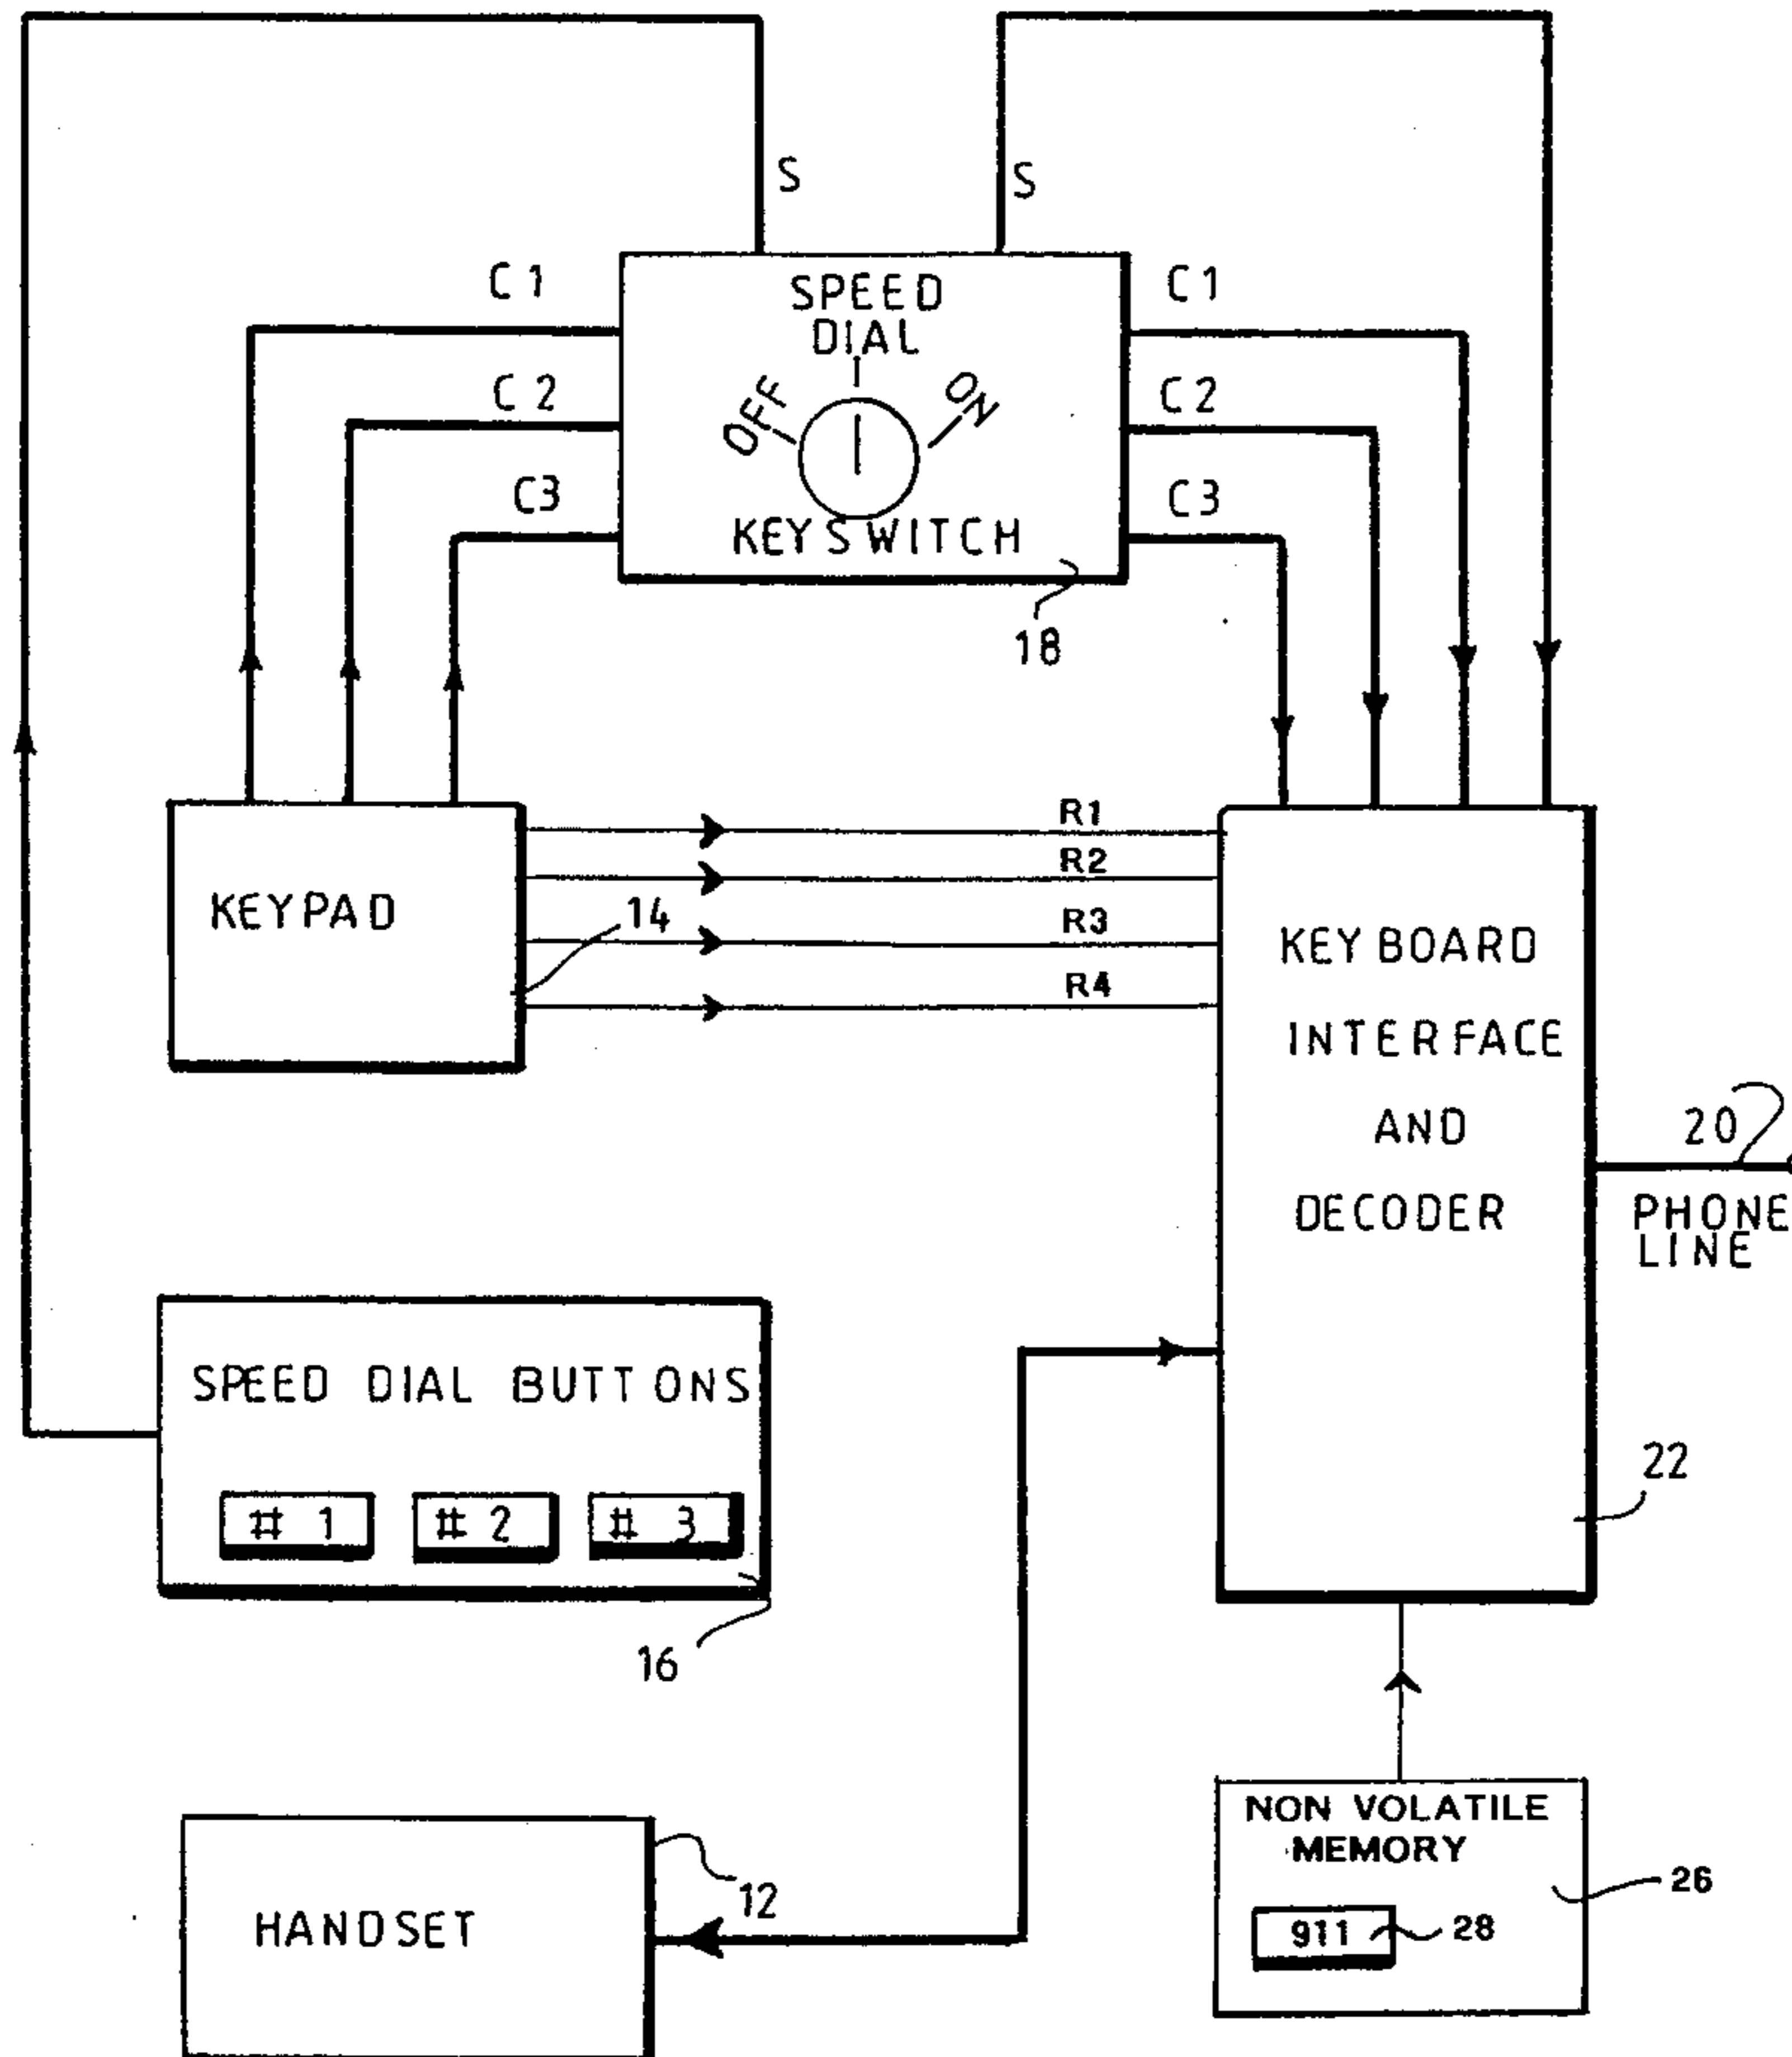 S
S
C1
SPEED
DIAL
C1
C2
OFF
ON
C2
C3
KEYSWITCH
C3
18
R1
R2
KEYPAD
14
R3
R4
KEYBOARD
INTERFACE
AND
DECODER
20
PHONE
LINE
SPEED DIAL BUTTONS
# 1
# 2
# 3
16
22
HANDSET
12
NON VOLATILE
MEMORY
26
911
28